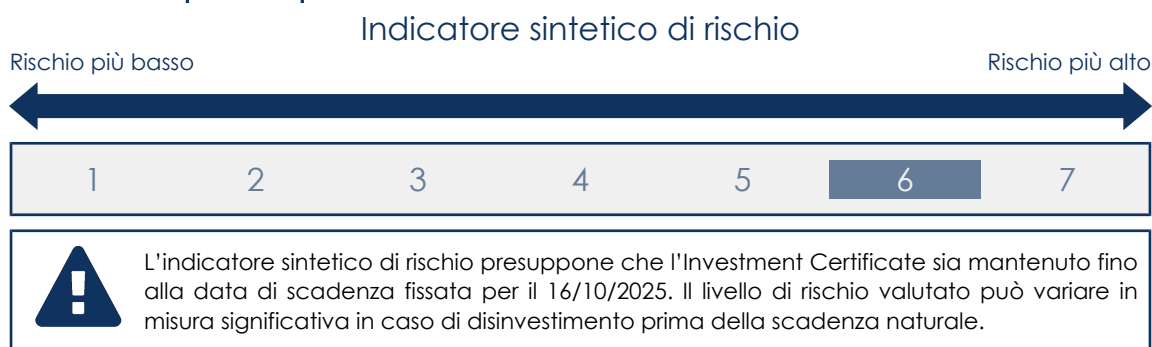 Indicatore sintetico di rischio
Rischio più basso
Rischio più alto
1 2 3 4 5 6 7
L'indicatore sintetico di rischio presuppone che l'Investment Certificate sia mantenuto fino
alla data di scadenza fissata per il 16/10/2025. Il livello di rischio valutato può variare in
misura significativa in caso di disinvestimento prima della scadenza naturale.